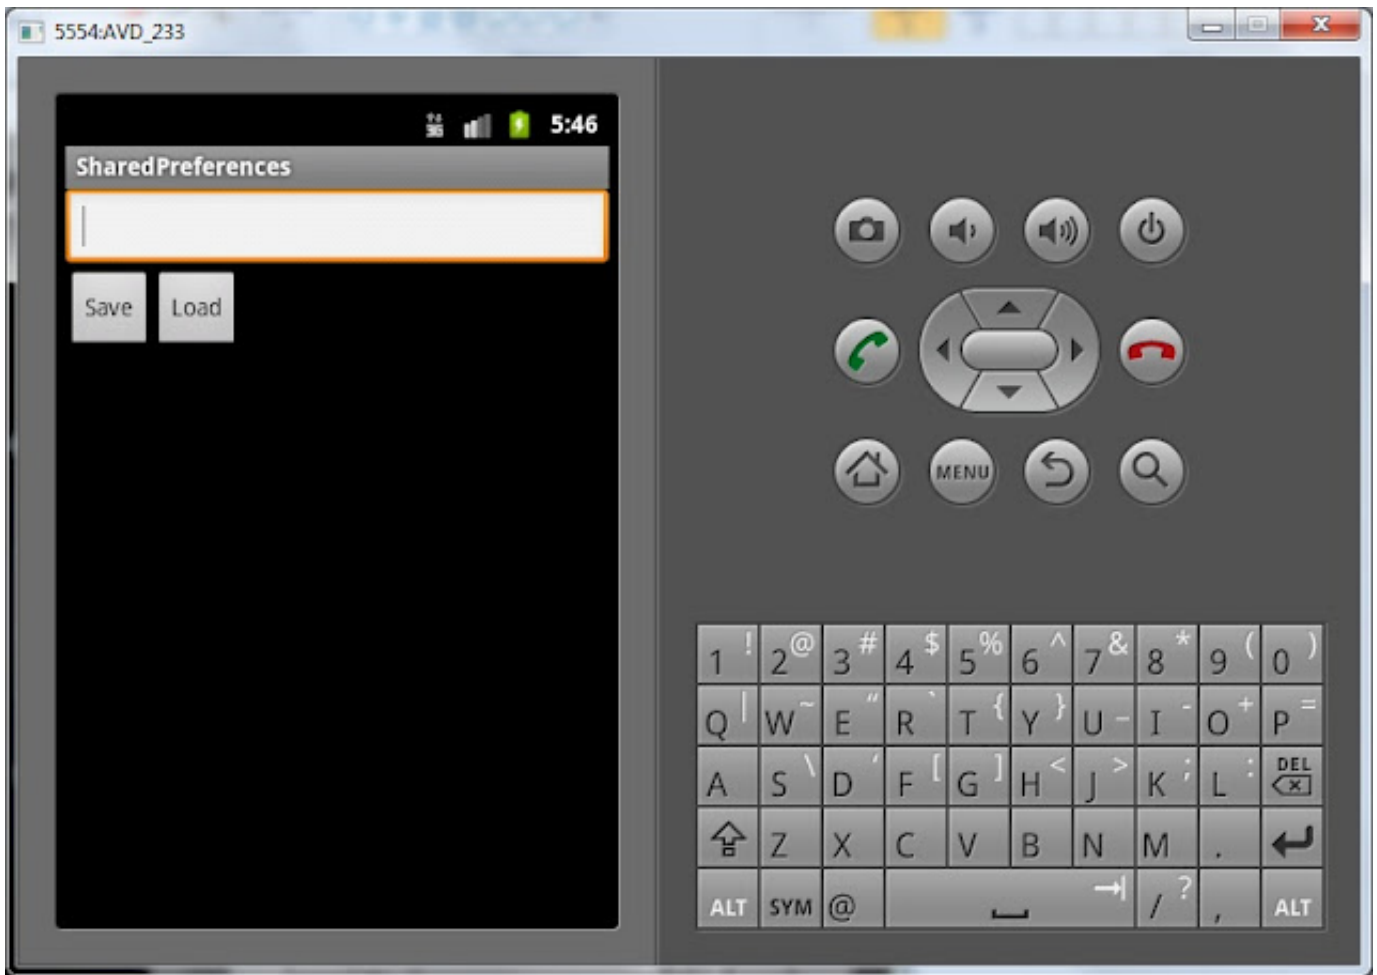 5554:AVD_233
3G 5:46
SharedPreferences
Save Load
MENU
1 ! 2 @ 3 # 4 $ 5 % 6 ^ 7 & 8 * 9 ( 0 )
Q | W ~ E " R ` T { Y } U _ I - O + P =
A S \ D ' F [ G ] H < J > K ; L : DEL
Z X C V B N M .
ALT SYM @ / ? , ALT